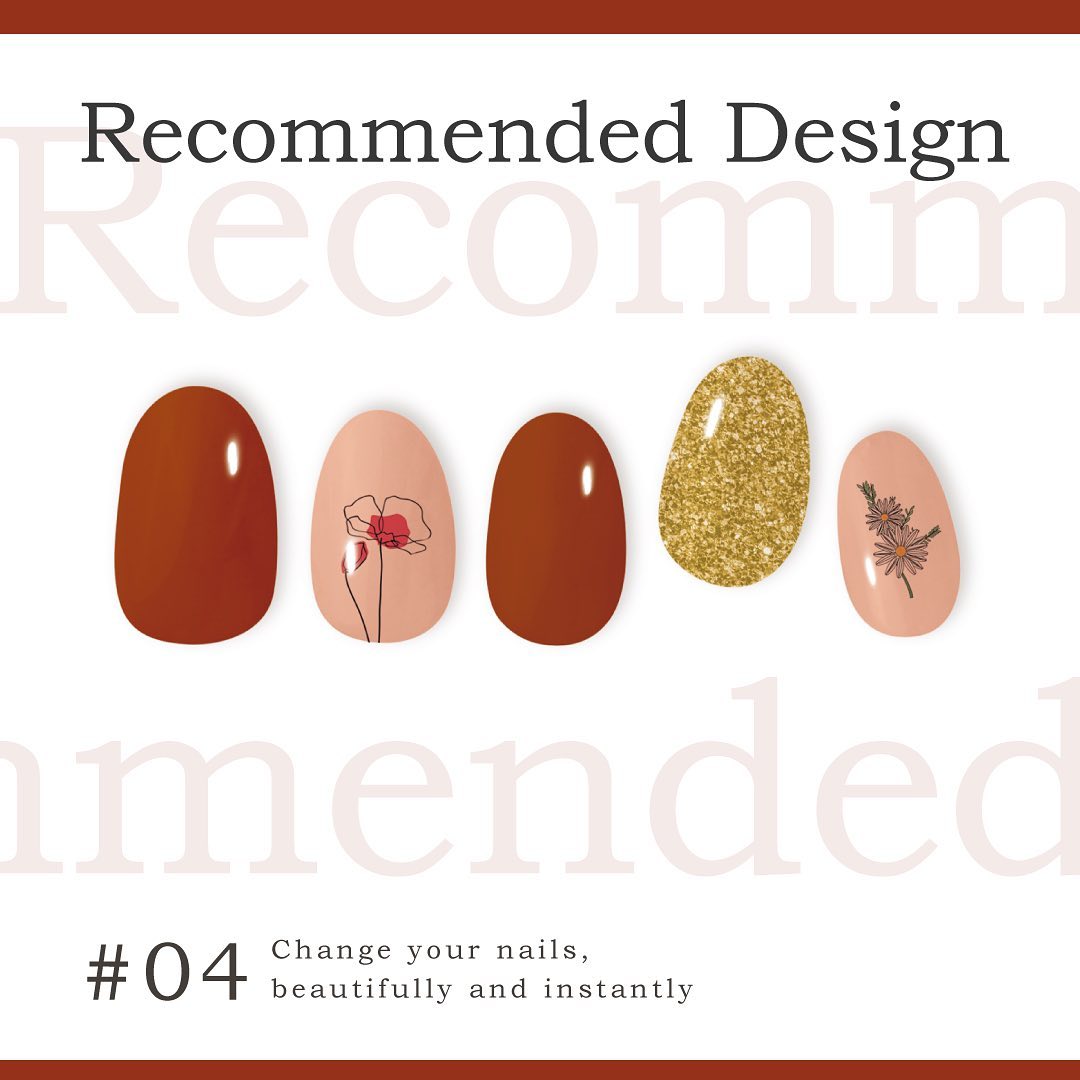 Recommended Design
Recomm
mmended
#04
Change your nails,
beautifully and instantly